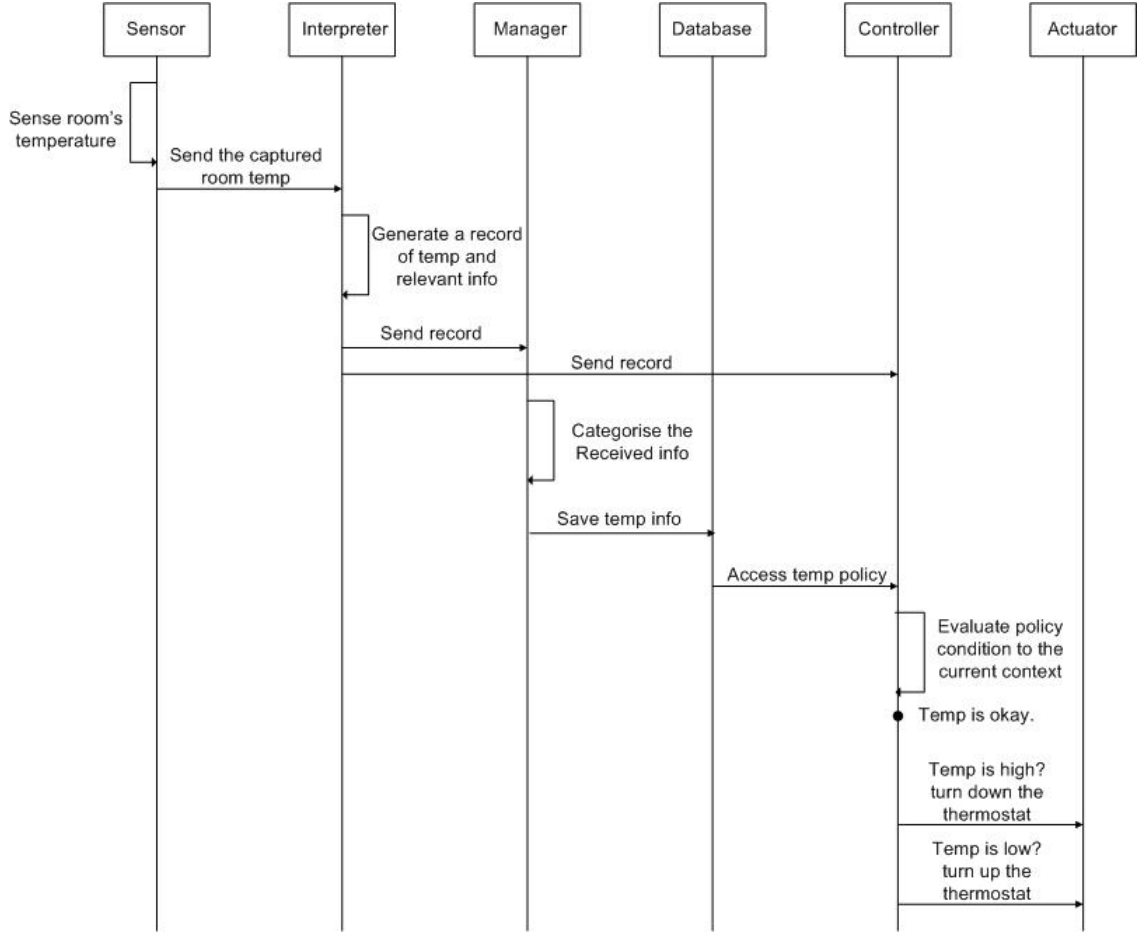 Sensor
Interpreter
Manager
Database
Controller
Actuator
Sense room's
temperature
Send the captured
room temp
Generate a record
of temp and
relevant info
Send record
Send record
Categorise the
Received info
Save temp info
Access temp policy
Evaluate policy
condition to the
current context
Temp is okay.
Temp is high?
turn down the
thermostat
Temp is low?
turn up the
thermostat